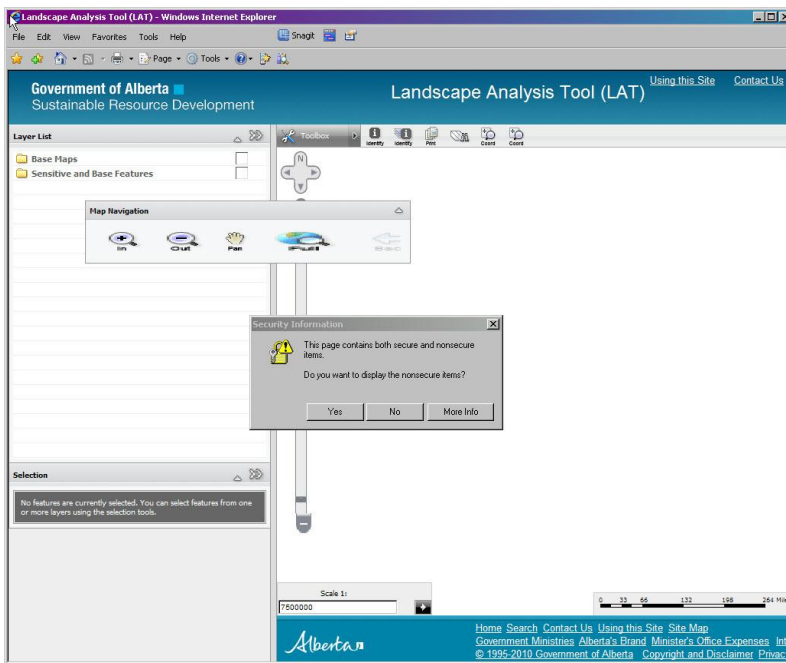 Landscape Analysis Tool (LAT) - Windows Internet Explorer
File Edit View Favorites Tools Help
Snagit
Page Tools
Government of Alberta
Sustainable Resource Development
Landscape Analysis Tool (LAT)
Using this Site Contact Us
Layer List
Toolbox
Identify Identify Print Coord Coord
Base Maps
Sensitive and Base Features
N
Map Navigation
In Out Pan Full Bac
Security Information
This page contains both secure and nonsecure
items.
Do you want to display the nonsecure items?
Yes No More Info
Selection
No features are currently selected. You can select features from one
or more layers using the selection tools.
Scale 1:
7500000
0 33 66 132 198 264 Mile
Alberta
Home Search Contact Us Using this Site Site Map
Government Ministries Alberta's Brand Minister's Office Expenses Int
© 1995-2010 Government of Alberta Copyright and Disclaimer Privac